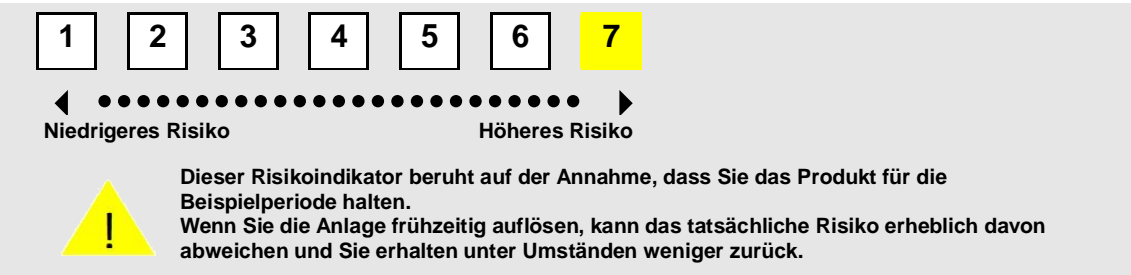 1 2 3 4 5 6 7
Niedrigeres Risiko Höheres Risiko
!
Dieser Risikoindikator beruht auf der Annahme, dass Sie das Produkt für die
Beispielperiode halten.
Wenn Sie die Anlage frühzeitig auflösen, kann das tatsächliche Risiko erheblich davon
abweichen und Sie erhalten unter Umständen weniger zurück.